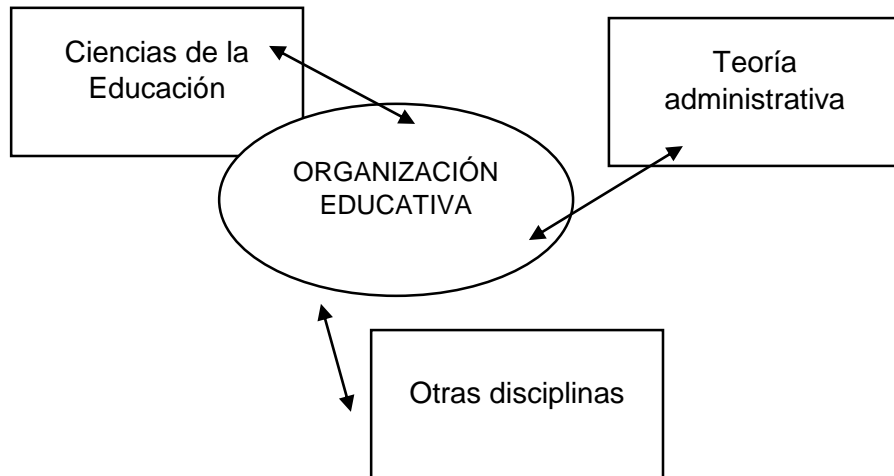 Ciencias de la
Educación
Teoría
administrativa
ORGANIZACIÓN
EDUCATIVA
Otras disciplinas